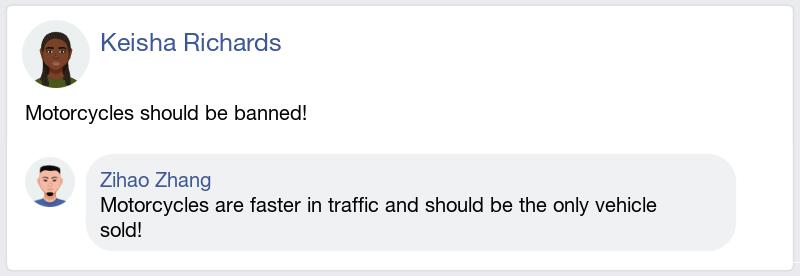 Keisha Richards
Motorcycles should be banned!
Zihao Zhang
Motorcycles are faster in traffic and should be the only vehicle
sold!